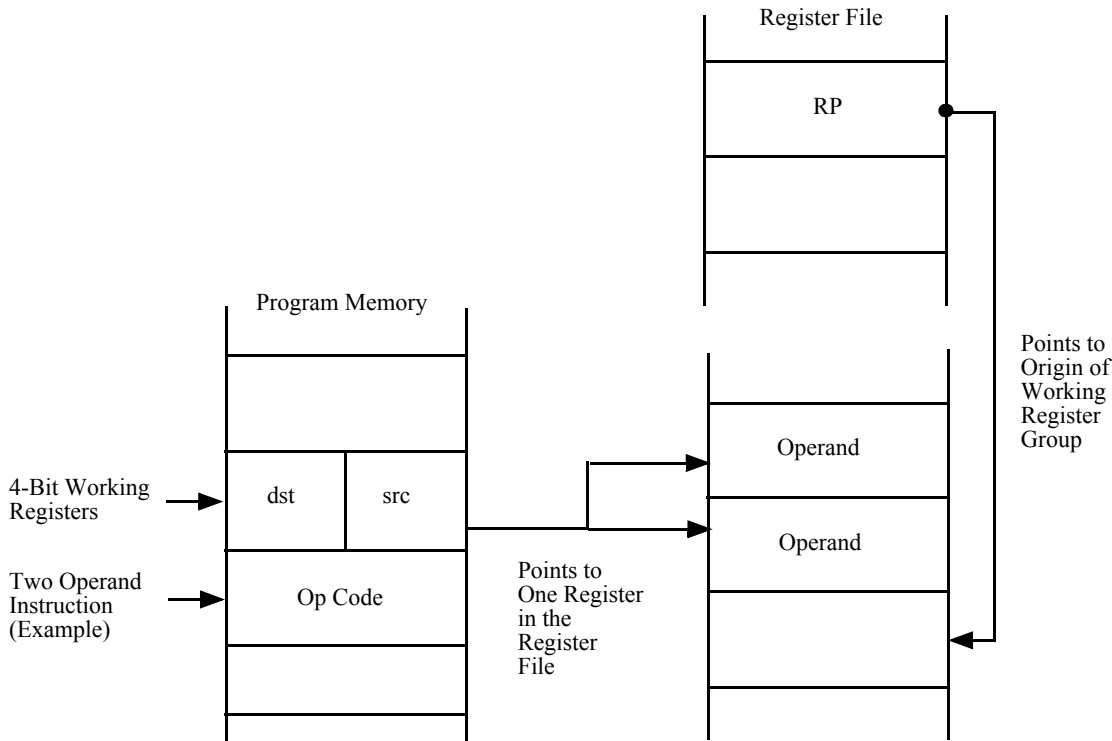 Register File
RP
Program Memory
Points to
Origin of
Working
Register
Group
Operand
4-Bit Working
Registers
dst
src
Operand
Two Operand
Instruction
(Example)
Op Code
Points to
One Register
in the
Register
File